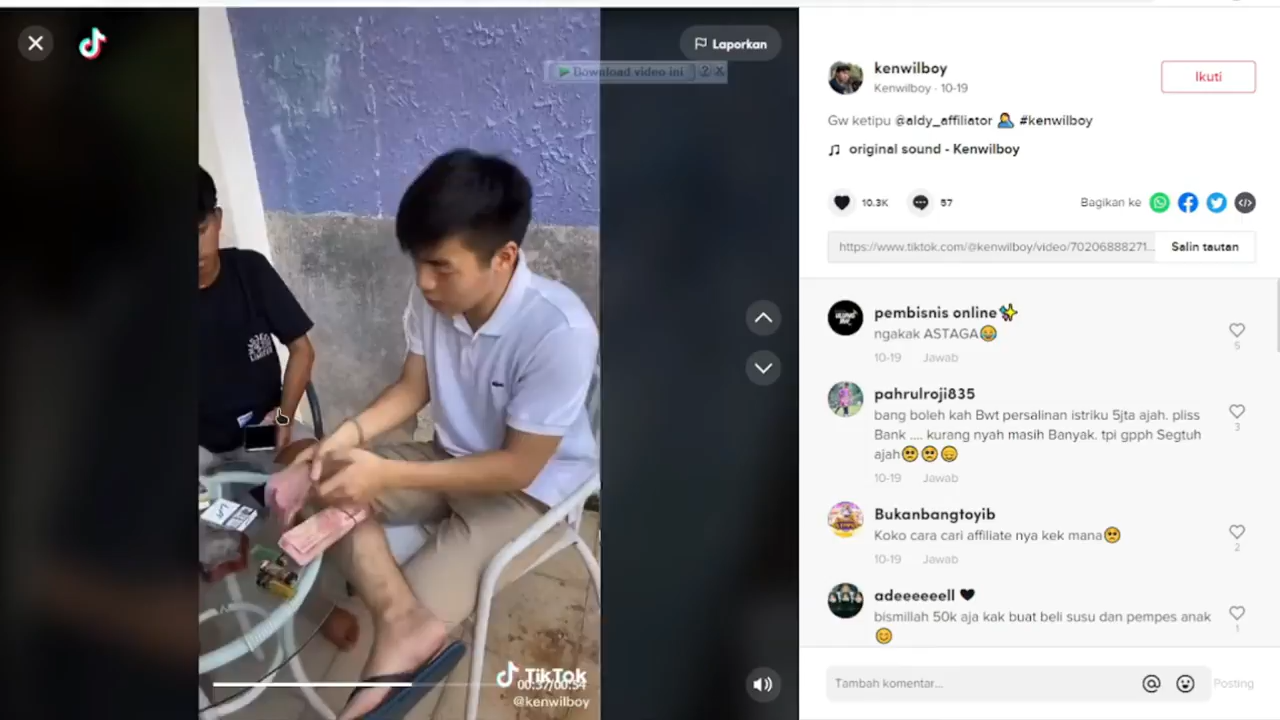 Laporkan
Download video ini
kenwilboy
Kenwilboy · 10-19
Ikuti
Gw ketipu @aldy_affiliator 🤦 #kenwilboy
original sound - Kenwilboy
10.3K
57
Bagikan ke
https://www.tiktok.com/@kenwilboy/video/70206888271...
Salin tautan
pembisnis online✨
ngakak ASTAGA😂
5
10-19 Jawab
pahrulroji835
bang boleh kah Bwt persalinan istriku 5jta ajah. pliss
Bank .... kurang nyah masih Banyak. tpi gpph Segtuh
ajah🥺🥺😞
3
10-19 Jawab
Bukanbangtoyib
Koko cara cari affiliate nya kek mana🥺
2
10-19 Jawab
adeeeeeell 🖤
bismillah 50k aja kak buat beli susu dan pempes anak
😊
1
TikTok
@kenwilboy
Tambah komentar...
Posting